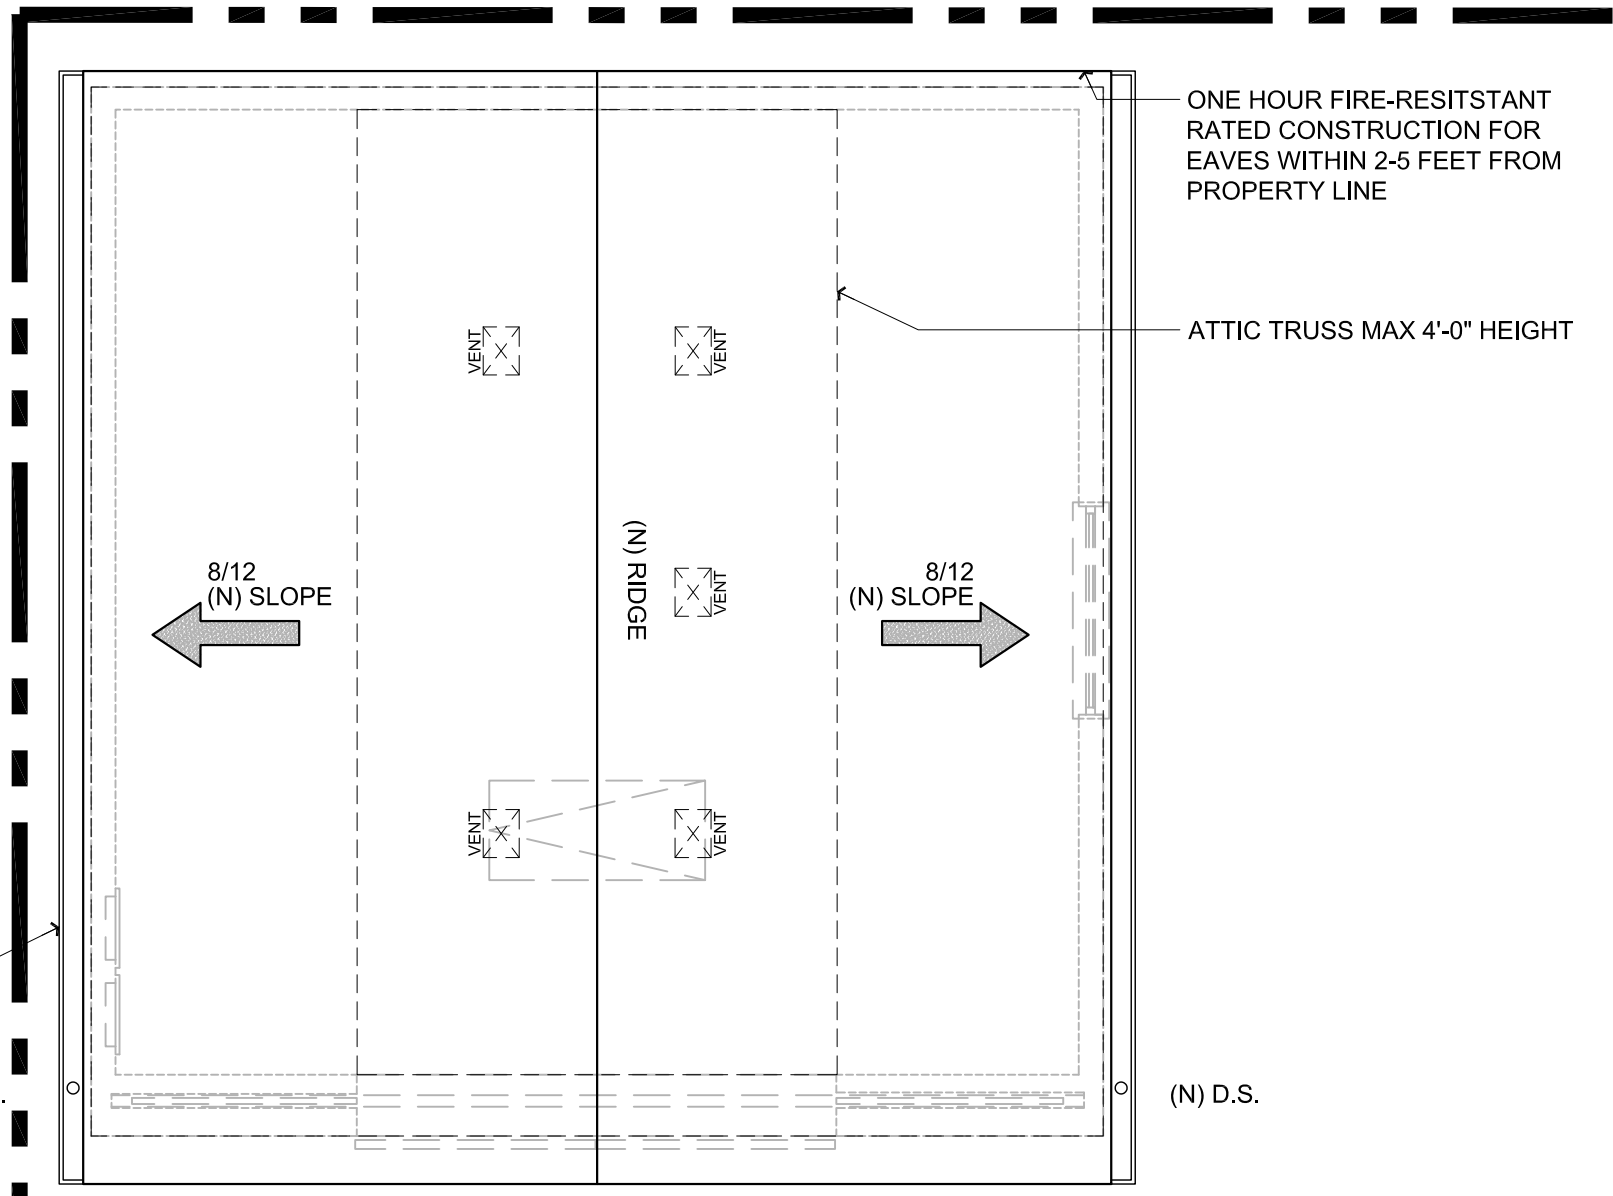 ONE HOUR FIRE-RESITSTANT
RATED CONSTRUCTION FOR
EAVES WITHIN 2-5 FEET FROM
PROPERTY LINE
ATTIC TRUSS MAX 4'-0" HEIGHT
VENT
VENT
(N) RIDGE
8/12
(N) SLOPE
8/12
(N) SLOPE
VENT
VENT
VENT
.
(N) D.S.